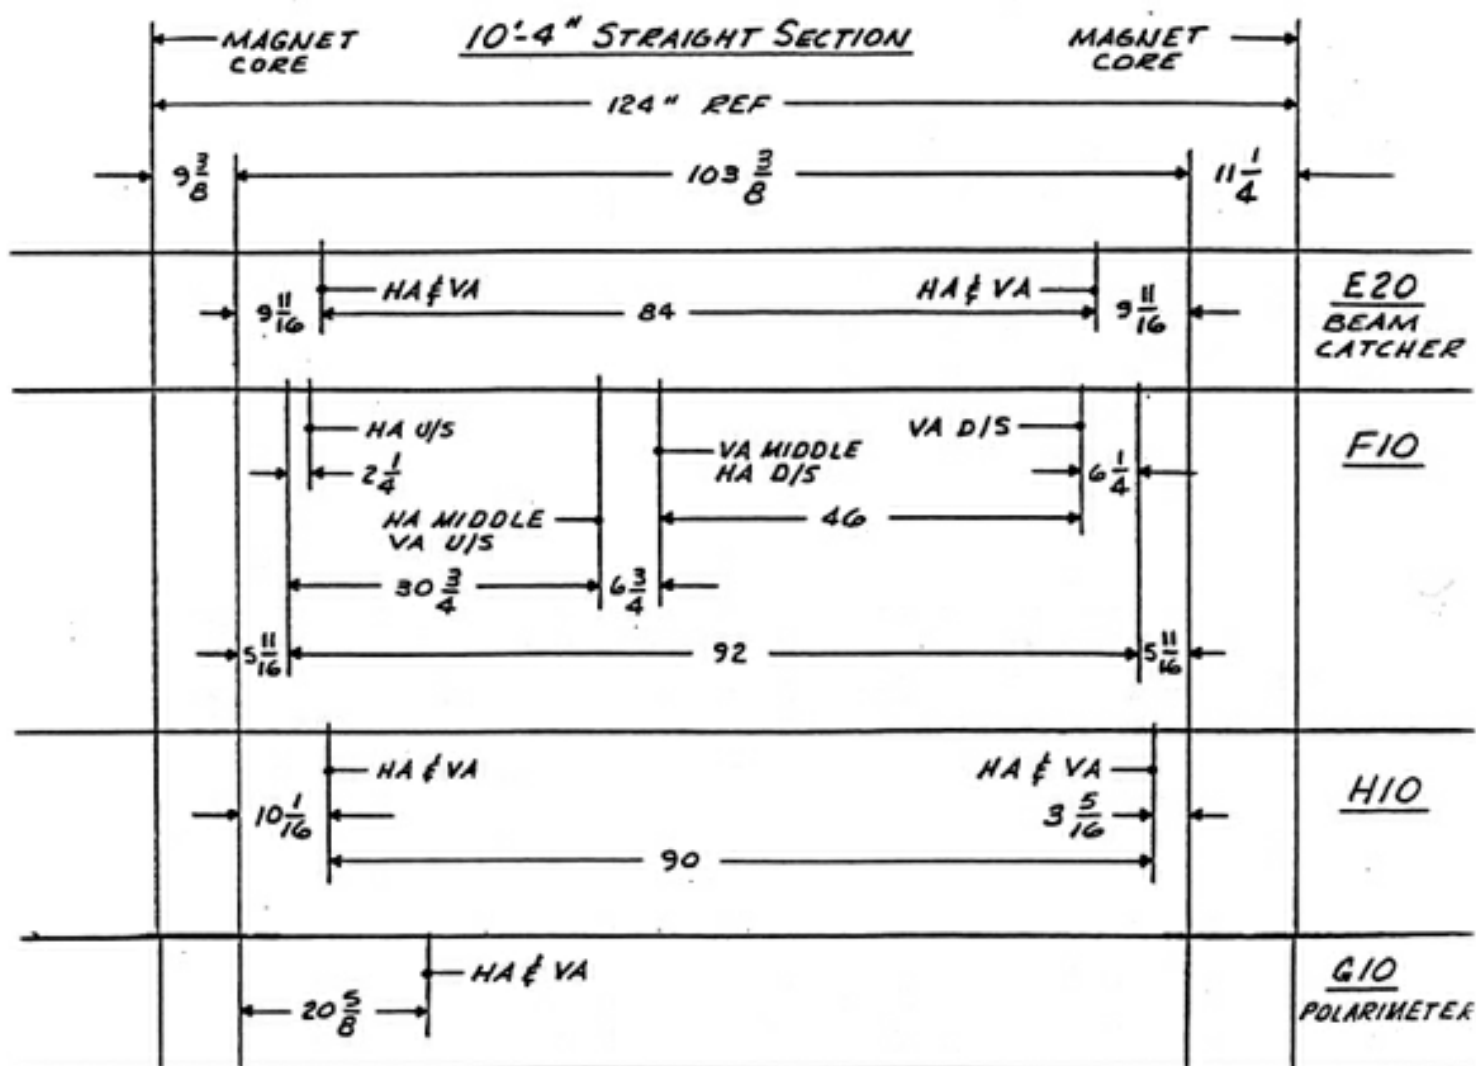 10'-4" STRAIGHT SECTION
MAGNET
CORE
MAGNET
CORE
124" REF
9 3/8
103 3/8
11 1/4
HA & VA
HA & VA
9 11/16
84
9 11/16
E20
BEAM
CATCHER
HA U/S
2 1/4
VA MIDDLE
HA D/S
VA D/S
6 1/4
F10
HA MIDDLE
VA U/S
46
30 3/4
6 3/4
5 11/16
92
5 11/16
HA & VA
HA & VA
10 1/16
3 5/16
90
H10
HA & VA
20 5/8
G10
POLARIMETER